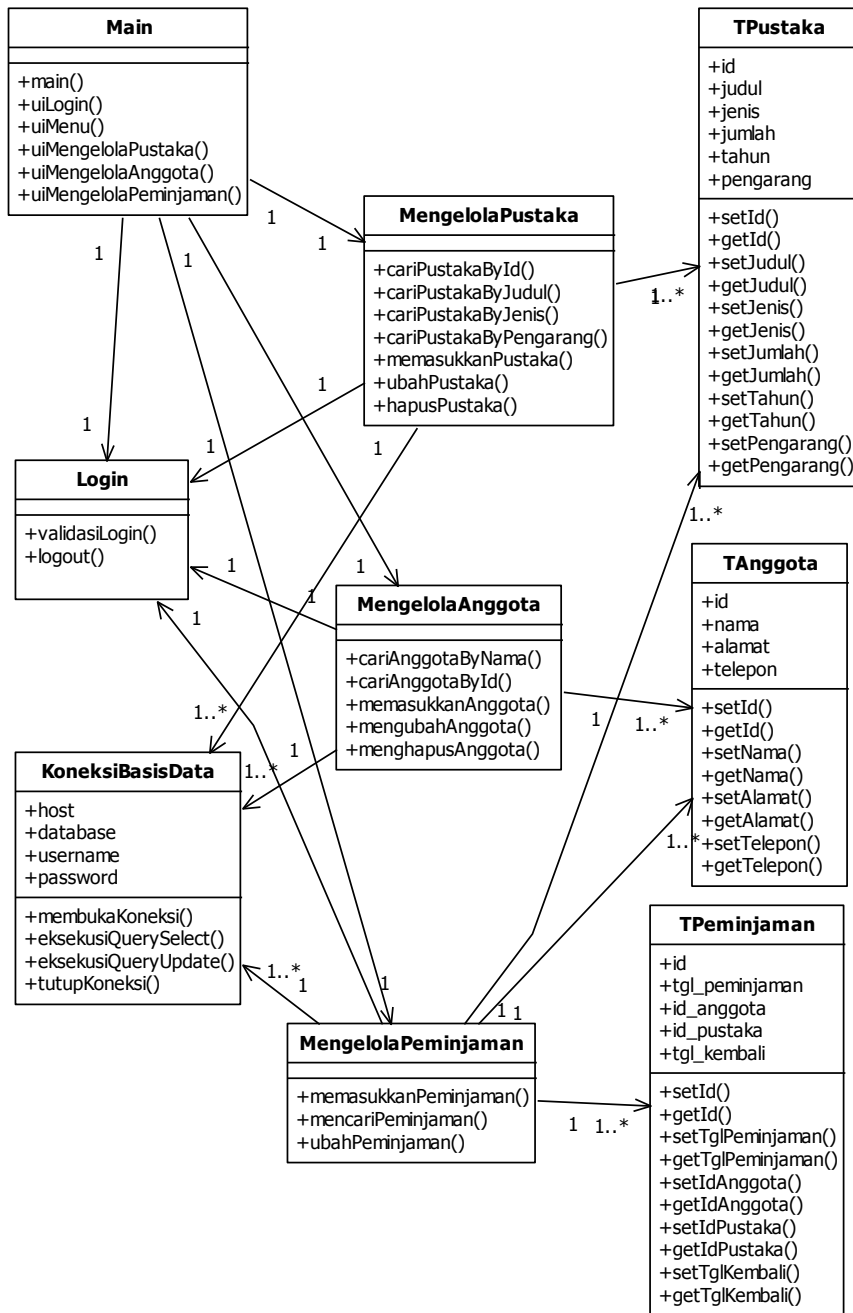 Main
+main()
+uiLogin()
+uiMenu()
+uiMengelolaPustaka()
+uiMengelolaAnggota()
+uiMengelolaPeminjaman()
TPustaka
+id
+judul
+jenis
+jumlah
+tahun
+pengarang
+setId()
+getId()
+setJudul()
+getJudul()
+setJenis()
+getJenis()
+setJumlah()
+getJumlah()
+setTahun()
+getTahun()
+setPengarang()
+getPengarang()
MengelolaPustaka
+cariPustakaById()
+cariPustakaByJudul()
+cariPustakaByJenis()
+cariPustakaByPengarang()
+memasukkanPustaka()
+ubahPustaka()
+hapusPustaka()
1
1
1
1
1
1..*
1
1
1
1
Login
+validasiLogin()
+logout()
1..*
1
1
1
1
MengelolaAnggota
+cariAnggotaByNama()
+cariAnggotaById()
+memasukkanAnggota()
+mengubahAnggota()
+menghapusAnggota()
TAnggota
+id
+nama
+alamat
+telepon
+setId()
+getId()
+setNama()
+getNama()
+setAlamat()
+getAlamat()
+setTelepon()
+getTelepon()
1..*
1
1..*
1
1..*
1..*
KoneksiBasisData
+host
+database
+username
+password
+membukaKoneksi()
+eksekusiQuerySelect()
+eksekusiQueryUpdate()
+tutupKoneksi()
1..*
1
1
1
1
MengelolaPeminjaman
+memasukkanPeminjaman()
+mencariPeminjaman()
+ubahPeminjaman()
1
1..*
TPeminjaman
+id
+tgl_peminjaman
+id_anggota
+id_pustaka
+tgl_kembali
+setId()
+getId()
+setTglPeminjaman()
+getTglPeminjaman()
+setIdAnggota()
+getIdAnggota()
+setIdPustaka()
+getIdPustaka()
+setTglKembali()
+getTglKembali()